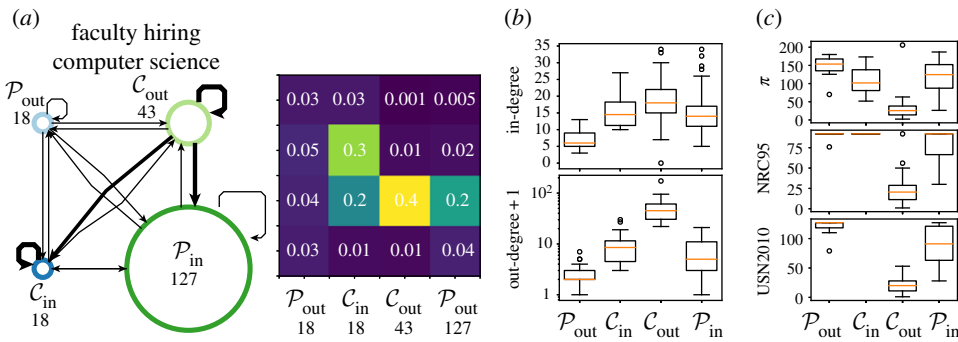 (a)
faculty hiring
computer science
𝒫out
18
𝒞out
43
𝒫in
127
𝒞in
18
0.03 0.03 0.001 0.005
0.05 0.3 0.01 0.02
0.04 0.2 0.4 0.2
0.03 0.01 0.01 0.04
𝒫out 𝒞in 𝒞out 𝒫out
18 18 43 127
(b)
in-degree
35
30
25
20
15
10
5
0
out-degree + 1
10²
10
1
𝒫out 𝒞in 𝒞out 𝒫in
(c)
π
200
150
100
50
0
NRC95
75
50
25
0
USN2010
100
50
0
𝒫out 𝒞in 𝒞out 𝒫in